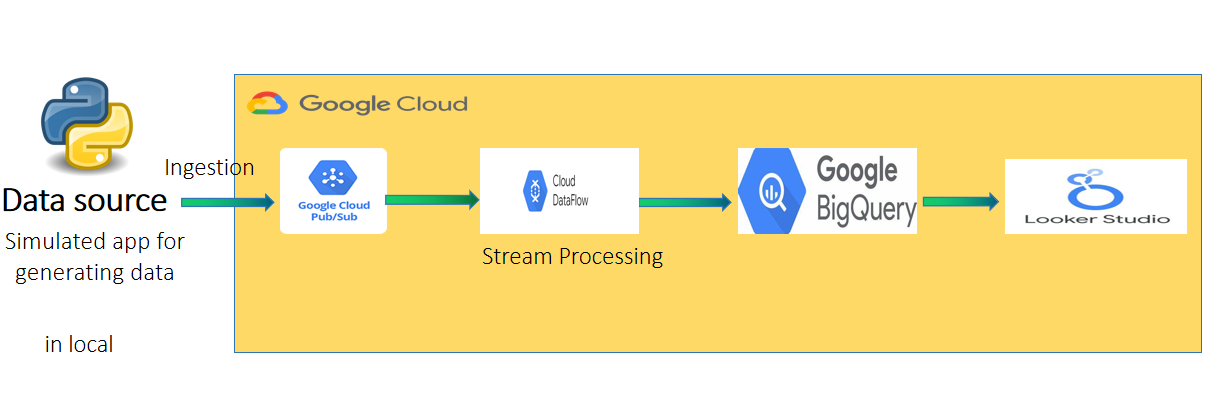 Google Cloud
Ingestion
Data source
Simulated app for
generating data
in local
Google Cloud
Pub/Sub
Cloud
DataFlow
Stream Processing
Google
BigQuery
Looker Studio